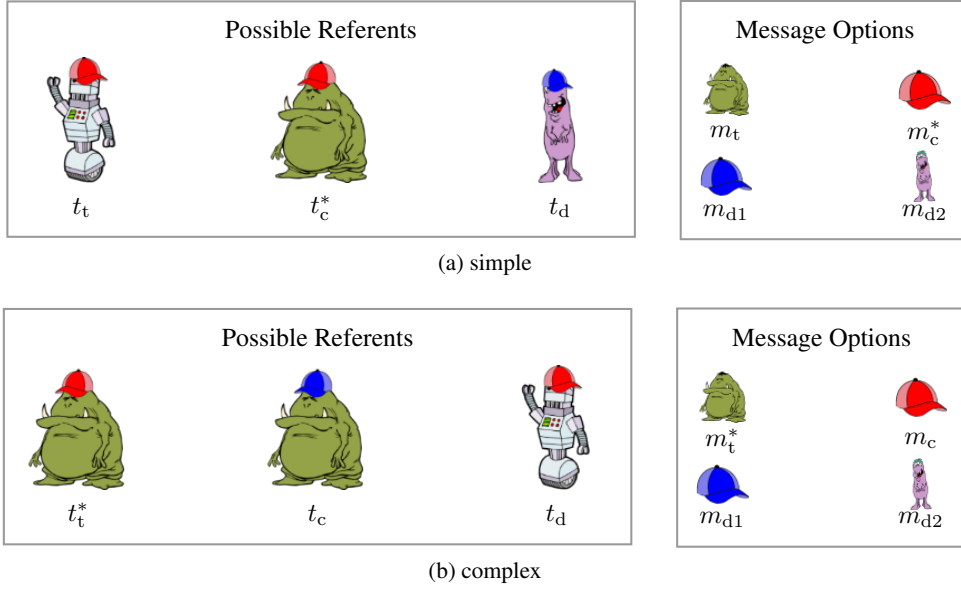 Possible Referents
Message Options
m_t m_c^*
t_t t_c^* t_d
m_d1 m_d2
(a) simple
Possible Referents
Message Options
m_t^* m_c
t_t^* t_c t_d
m_d1 m_d2
(b) complex